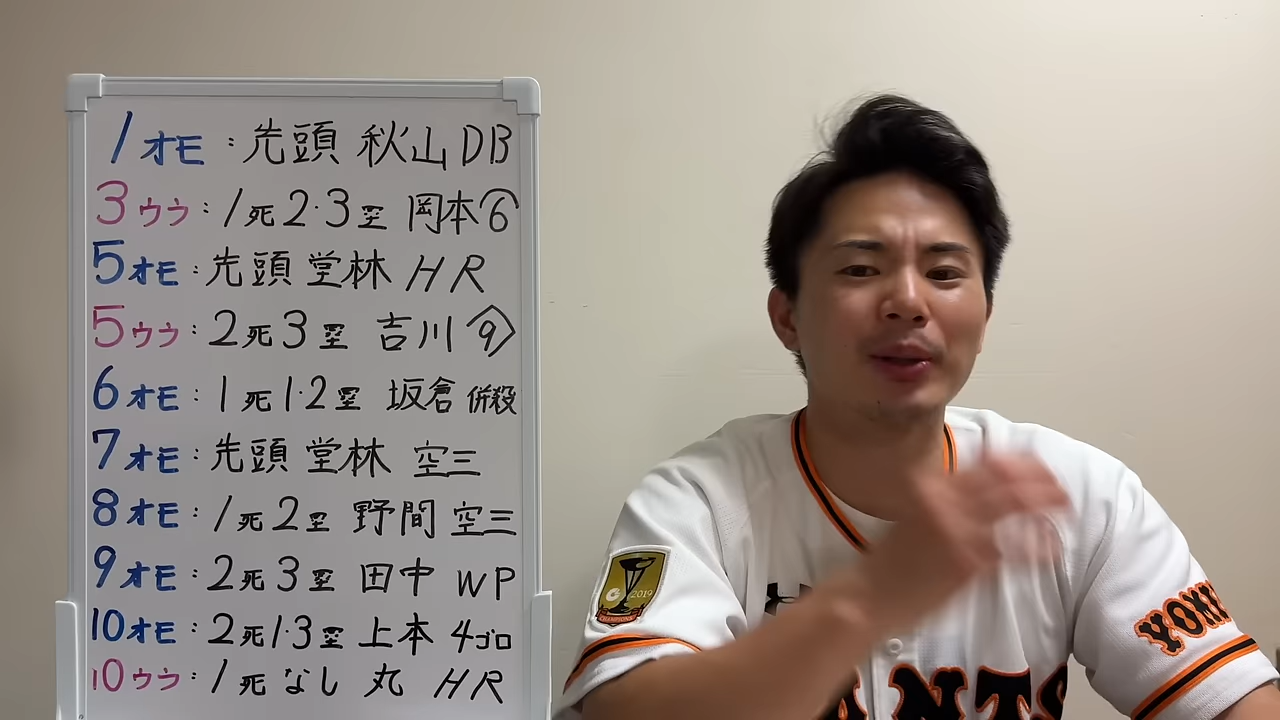 1オモ：先頭 秋山 DB
3ウラ：1死2・3塁 岡本⑥
5オモ：先頭 堂林 HR
5ウラ：2死3塁 吉川 9
6オモ：1死1・2塁 坂倉 併殺
7オモ：先頭 堂林 空三
8オモ：1死2塁 野間 空三
9オモ：2死3塁 田中 WP
10オモ：2死1・3塁 上本 4ゴロ
10ウラ：1死なし 丸 HR
2019
CHAMPIONS